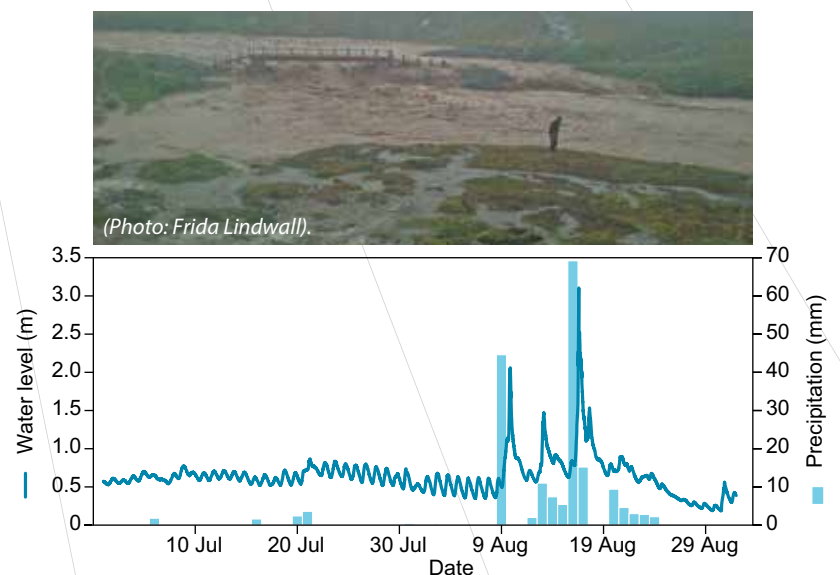 (Photo: Frida Lindwall).
3.5
3.0
2.5
2.0
1.5
1.0
0.5
0
Water level (m)
70
60
50
40
30
20
10
0
Precipitation (mm)
10 Jul
20 Jul
30 Jul
9 Aug
19 Aug
29 Aug
Date